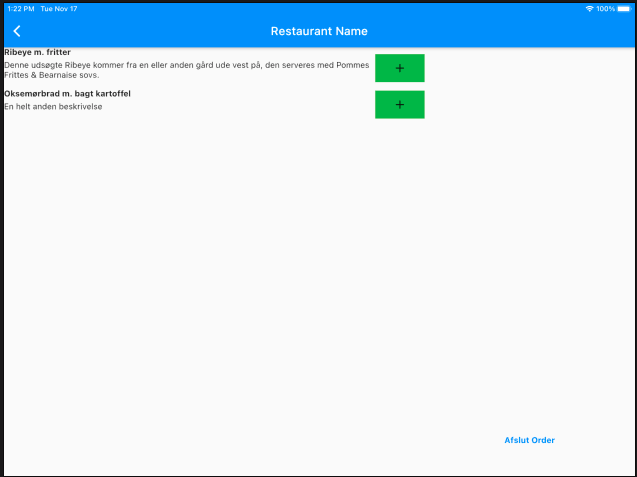 1:22 PM Tue Nov 17 100%
Restaurant Name
Ribeye m. fritter
Denne udsøgte Ribeye kommer fra en eller anden gård ude vest på, den serveres med Pommes
Frittes & Bearnaise sovs.
+
Oksemørbrad m. bagt kartoffel
En helt anden beskrivelse
+
Afslut Order